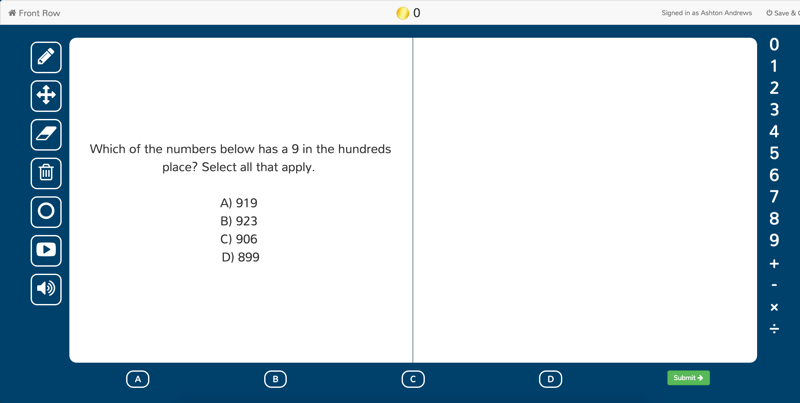 Front Row
0
Signed in as Ashton Andrews
Save &
Which of the numbers below has a 9 in the hundreds
place? Select all that apply.
A) 919
B) 923
C) 906
D) 899
0
1
2
3
4
5
6
7
8
9
+
-
×
÷
A
B
C
D
Submit